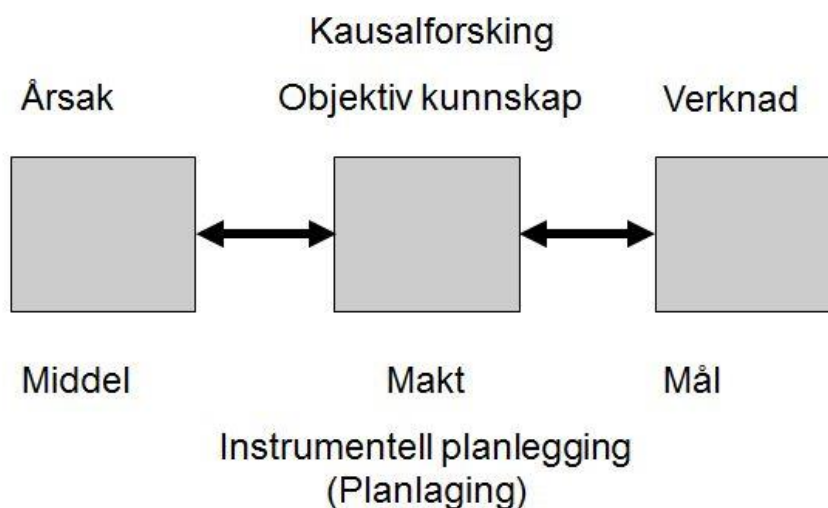 Kausalforsking
Årsak Objektiv kunnskap Verknad
Middel Makt Mål
Instrumentell planlegging
(Planlaging)